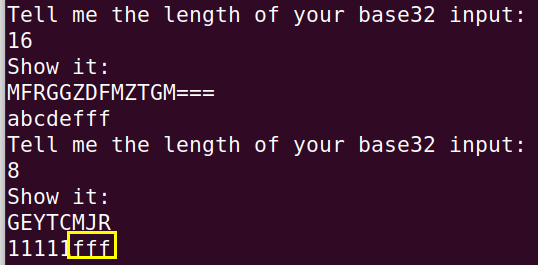 Tell me the length of your base32 input:
16
Show it:
MFRGGZDFMZTGM===
abcdefff
Tell me the length of your base32 input:
8
Show it:
GEYTCMJR
11111fff